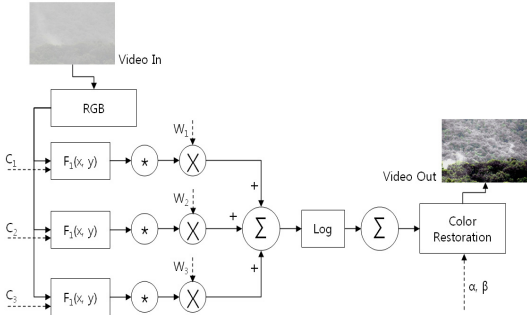 Video In
RGB
C1
F1(x, y)
*
W1
X
+
C2
F1(x, y)
*
W2
X
+
Σ
Log
Σ
Color
Restoration
Video Out
C3
F1(x, y)
*
W3
X
+
α, β